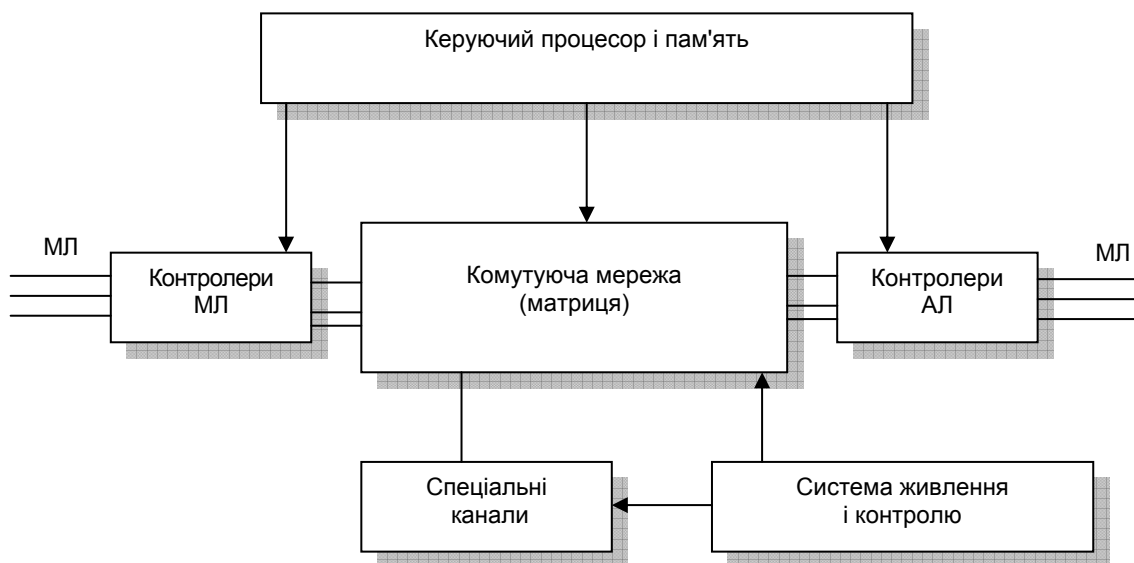 Керуючий процесор і пам'ять
МЛ
Контролери
МЛ
Комутуюча мережа
(матриця)
Контролери
АЛ
МЛ
Спеціальні
канали
Система живлення
і контролю